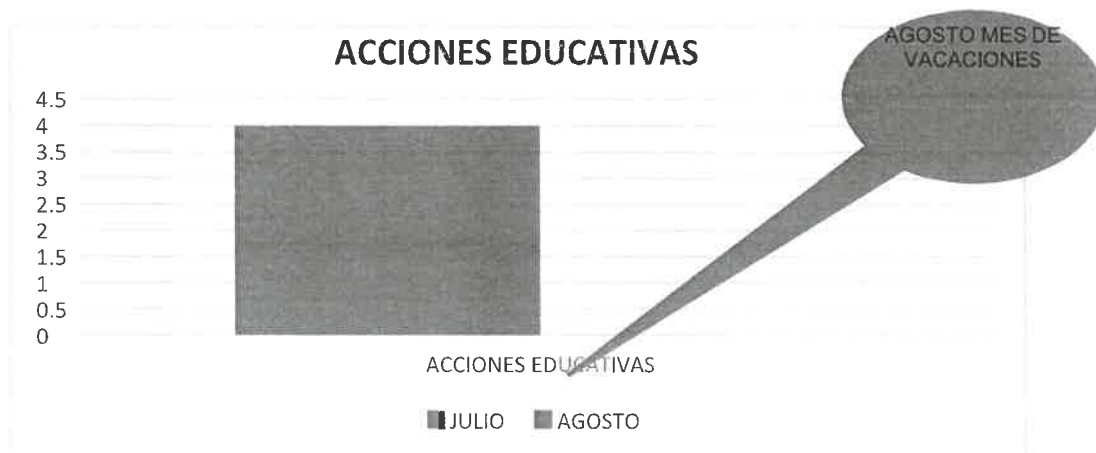 ACCIONES EDUCATIVAS
AGOSTO MES DE
VACACIONES
4.5
4
3.5
3
2.5
2
1.5
1
0.5
0
ACCIONES EDUCATIVAS
JULIO AGOSTO